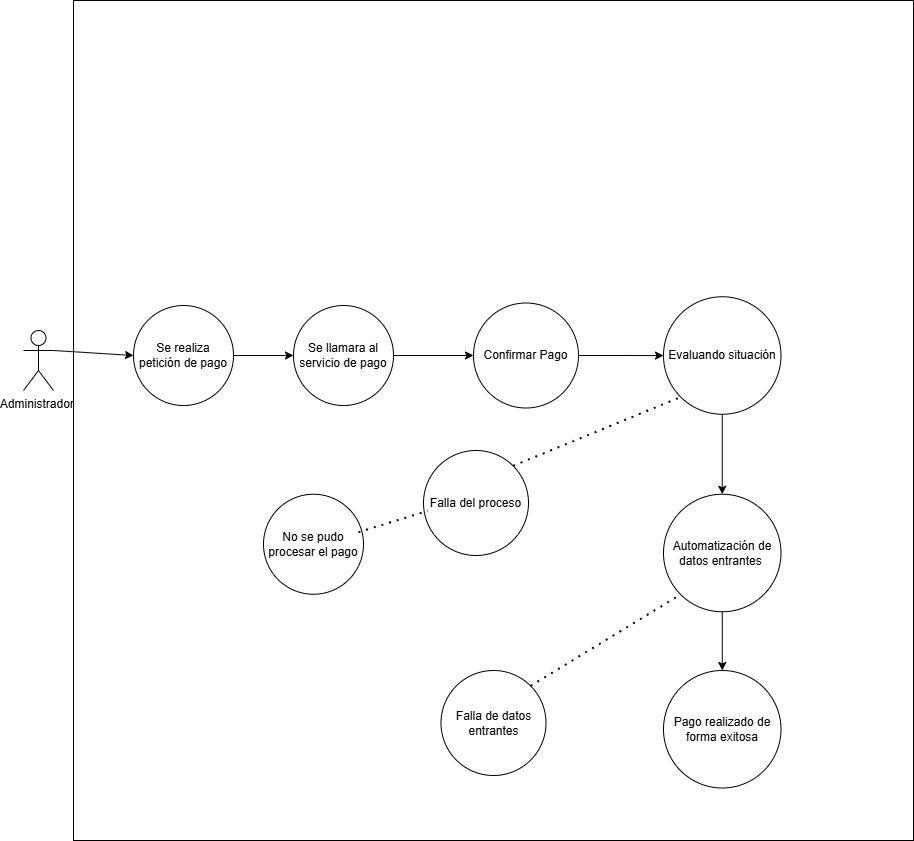 Se realiza
petición de pago
Se llamara al
servicio de pago
Confirmar Pago
Evaluando situación
Administrador
Falla del proceso
No se pudo
procesar el pago
Automatización de
datos entrantes
Falla de datos
entrantes
Pago realizado de
forma exitosa